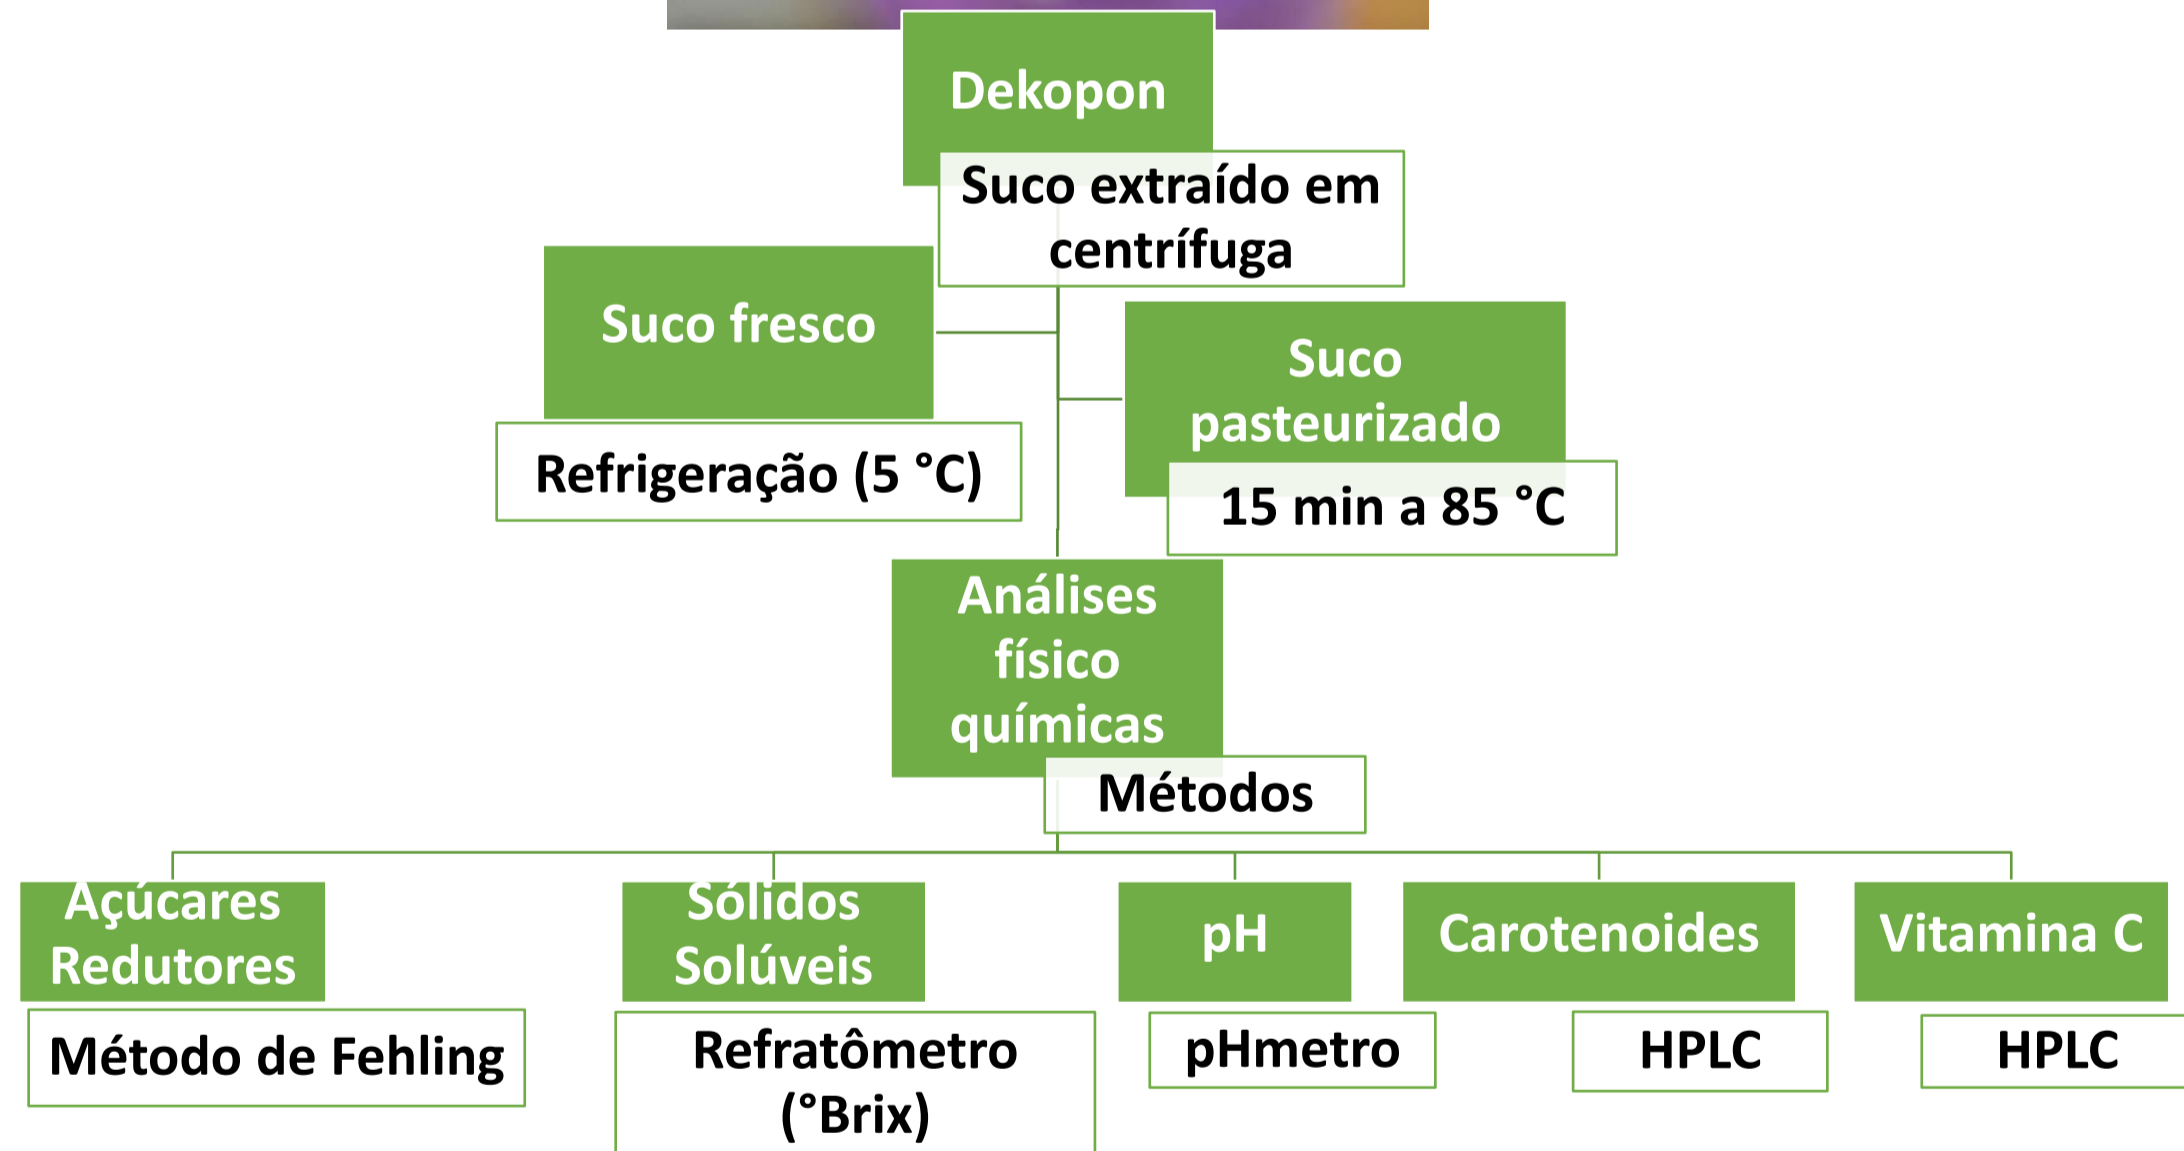 Dekopon
Suco extraído em
centrífuga
Suco fresco
Refrigeração (5 °C)
Suco
pasteurizado
15 min a 85 °C
Análises
físico
químicas
Métodos
Açúcares
Redutores
Método de Fehling
Sólidos
Solúveis
Refratômetro
(°Brix)
pH
pHmetro
Carotenoides
HPLC
Vitamina C
HPLC